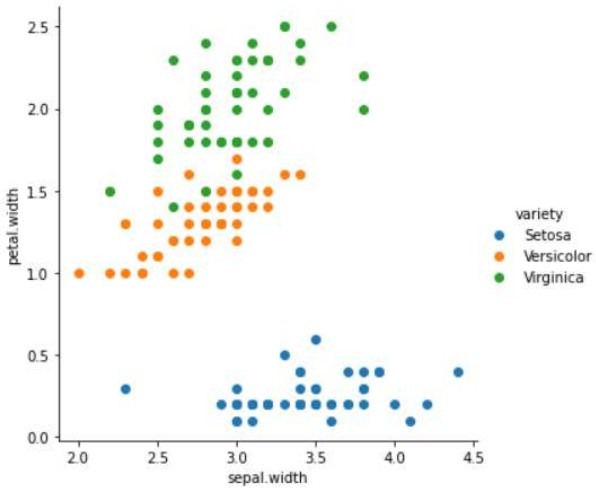 2.5
2.0
1.5
1.0
0.5
0.0
petal.width
2.0 2.5 3.0 3.5 4.0 4.5
sepal.width
variety
Setosa
Versicolor
Virginica